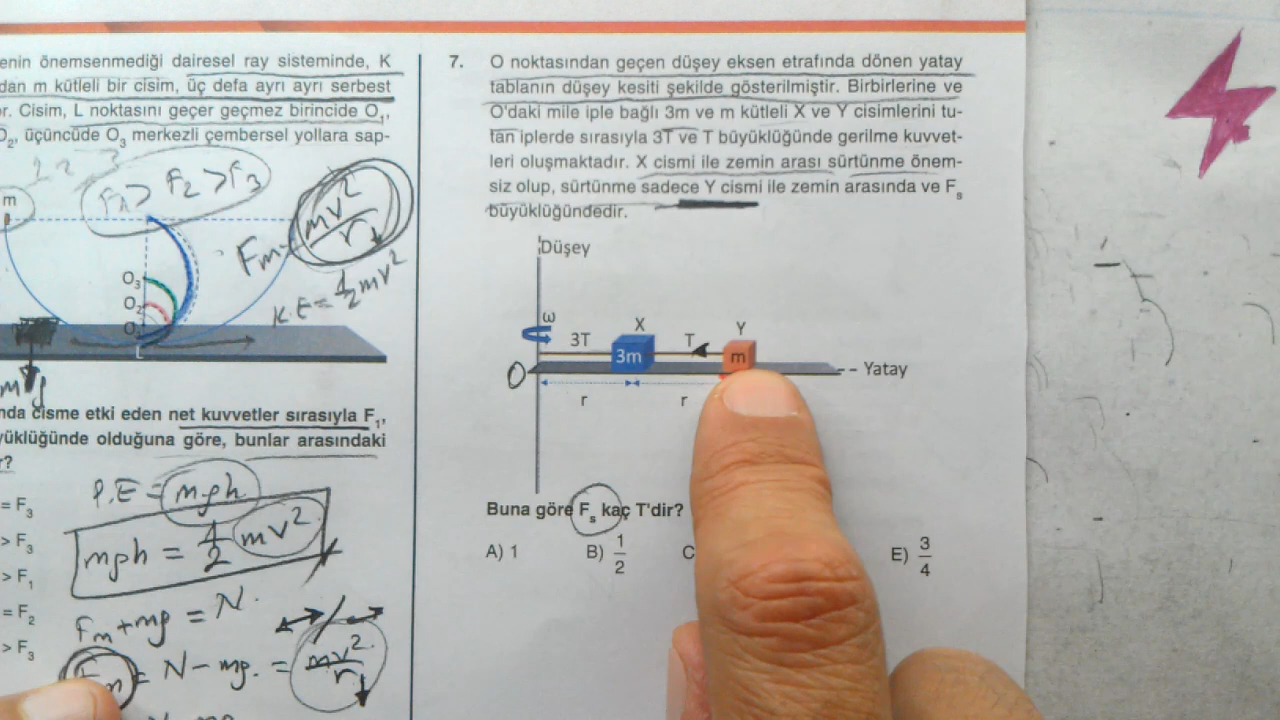 enin önemsenmediği dairesel ray sisteminde, K
dan m kütleli bir cisim, üç defa ayrı ayrı serbest
r. Cisim, L noktasını geçer geçmez birincide O₁,
O₂, üçüncüde O₃ merkezli çembersel yollara sap-
F₁ > F₂ > F₃
m
Fm = mv²/r
K.E = 1/2 mv²
O₃
O₂
L
mg
nda cisme etki eden net kuvvetler sırasıyla F₁,
yüklüğünde olduğuna göre, bunlar arasındaki
r?
P.E = mgh
= F₃
> F₃
mgh = 1/2 mv²
> F₁
= F₂
Fm + mg = N
> F₃
Fm = N - mg. = mv²/r
7. O noktasından geçen düşey eksen etrafında dönen yatay
tablanın düşey kesiti şekilde gösterilmiştir. Birbirlerine ve
O'daki mile iple bağlı 3m ve m kütleli X ve Y cisimlerini tu-
tan iplerde sırasıyla 3T ve T büyüklüğünde gerilme kuvvet-
leri oluşmaktadır. X cismi ile zemin arası sürtünme önem-
siz olup, sürtünme sadece Y cismi ile zemin arasında ve Fₛ
büyüklüğündedir.
Düşey
ω
3T X T Y
3m m
O Yatay
r r
Buna göre Fₛ kaç T'dir?
A) 1 B) 1/2 C E) 3/4